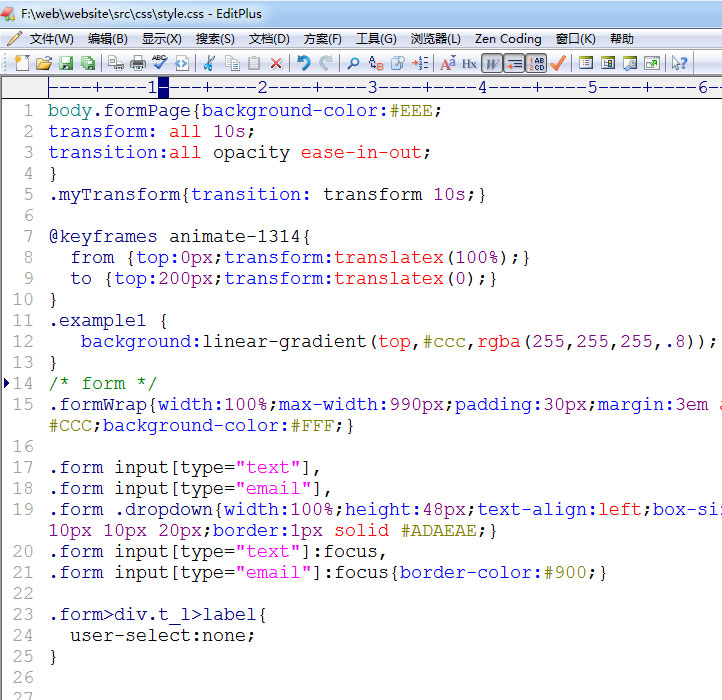 F:\web\website\src\css\style.css - EditPlus
文件(W) 编辑(B) 显示(X) 搜索(S) 文档(D) 方案(F) 工具(G) 浏览器(L) Zen Coding 窗口(K) 帮助
----+----1----+----2----+----3----+----4----+----5----+----6--
1 body.formPage{background-color:#EEE;
2 transform: all 10s;
3 transition:all opacity ease-in-out;
4 }
5 .myTransform{transition: transform 10s;}
6
7 @keyframes animate-1314{
8   from {top:0px;transform:translatex(100%);}
9   to {top:200px;transform:translatex(0);}
10 }
11 .example1 {
12    background:linear-gradient(top,#ccc,rgba(255,255,255,.8));
13 }
14 /* form */
15 .formWrap{width:100%;max-width:990px;padding:30px;margin:3em a
#CCC;background-color:#FFF;}
16
17 .form input[type="text"],
18 .form input[type="email"],
19 .form .dropdown{width:100%;height:48px;text-align:left;box-si
10px 10px 20px;border:1px solid #ADAEAE;}
20 .form input[type="text"]:focus,
21 .form input[type="email"]:focus{border-color:#900;}
22
23 .form>div.t_l>label{
24   user-select:none;
25 }
26
27